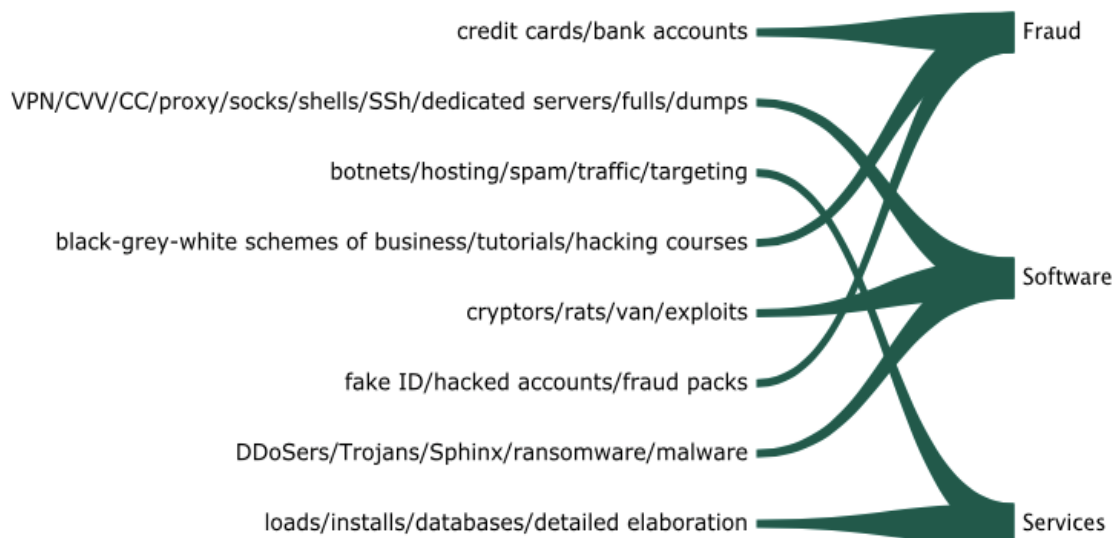 credit cards/bank accounts
Fraud
VPN/CVV/CC/proxy/socks/shells/SSh/dedicated servers/fulls/dumps
botnets/hosting/spam/traffic/targeting
black-grey-white schemes of business/tutorials/hacking courses
Software
cryptors/rats/van/exploits
fake ID/hacked accounts/fraud packs
DDoSers/Trojans/Sphinx/ransomware/malware
loads/installs/databases/detailed elaboration
Services